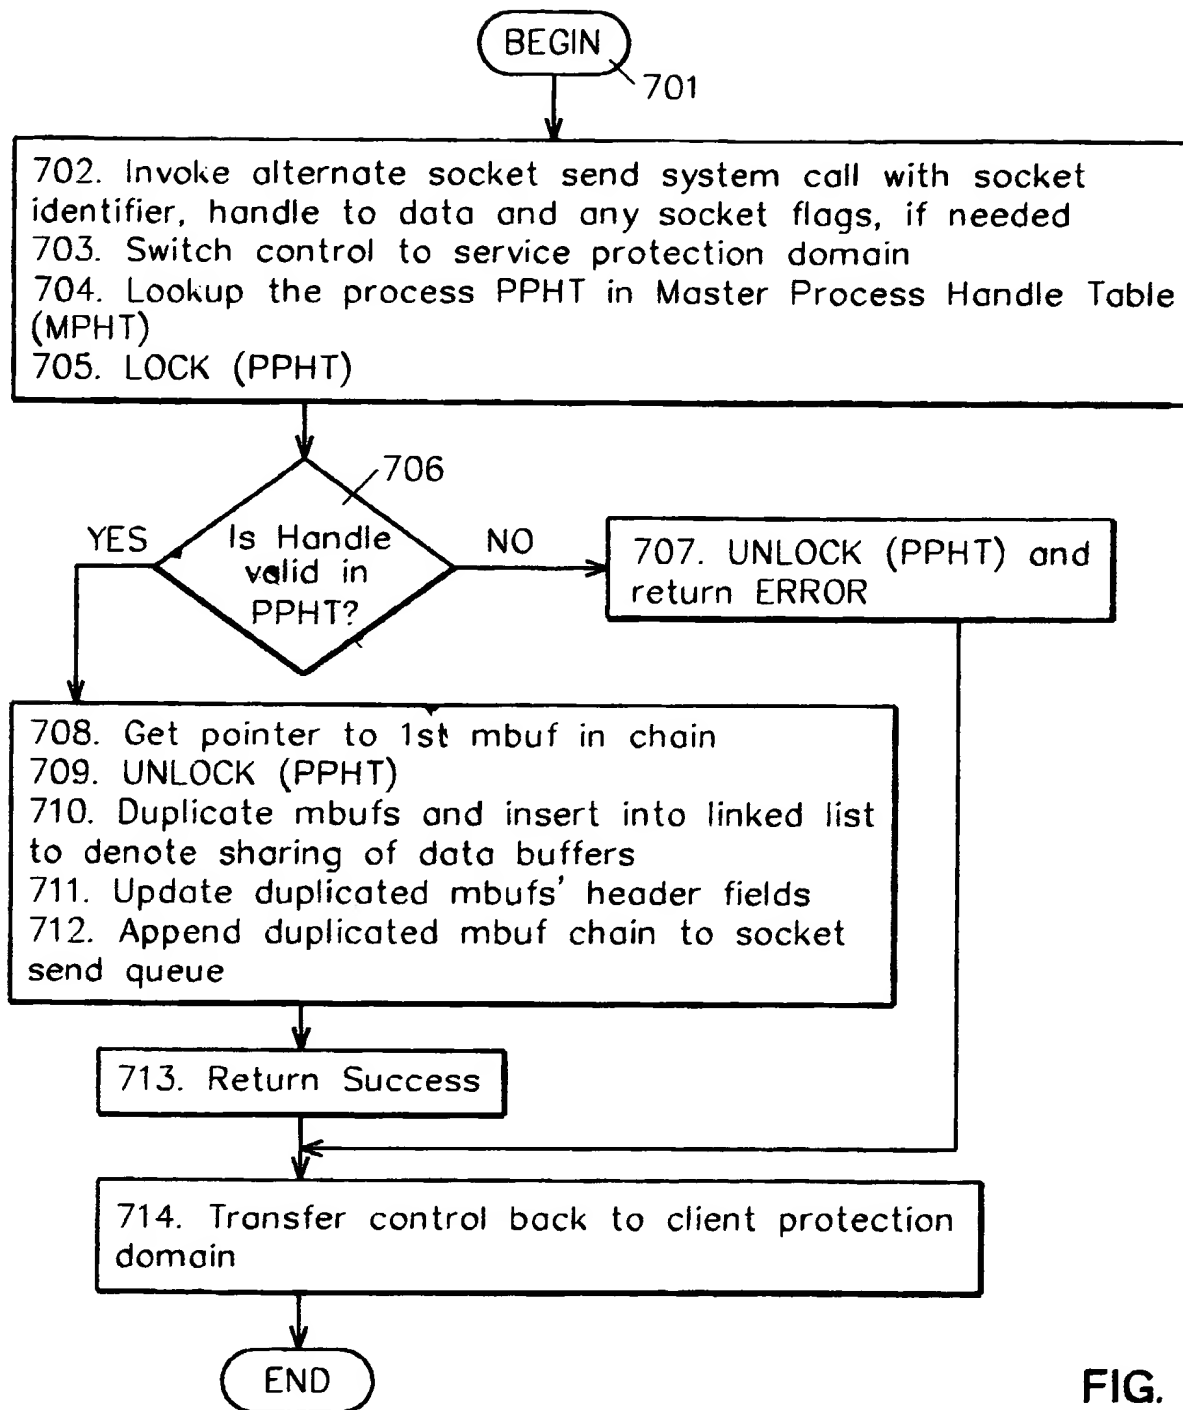 BEGIN
701
702. Invoke alternate socket send system call with socket
identifier, handle to data and any socket flags, if needed
703. Switch control to service protection domain
704. Lookup the process PPHT in Master Process Handle Table
(MPHT)
705. LOCK (PPHT)
706
YES
Is Handle
valid in
PPHT?
NO
707. UNLOCK (PPHT) and
return ERROR
708. Get pointer to 1st mbuf in chain
709. UNLOCK (PPHT)
710. Duplicate mbufs and insert into linked list
to denote sharing of data buffers
711. Update duplicated mbufs' header fields
712. Append duplicated mbuf chain to socket
send queue
713. Return Success
714. Transfer control back to client protection
domain
END
FIG.